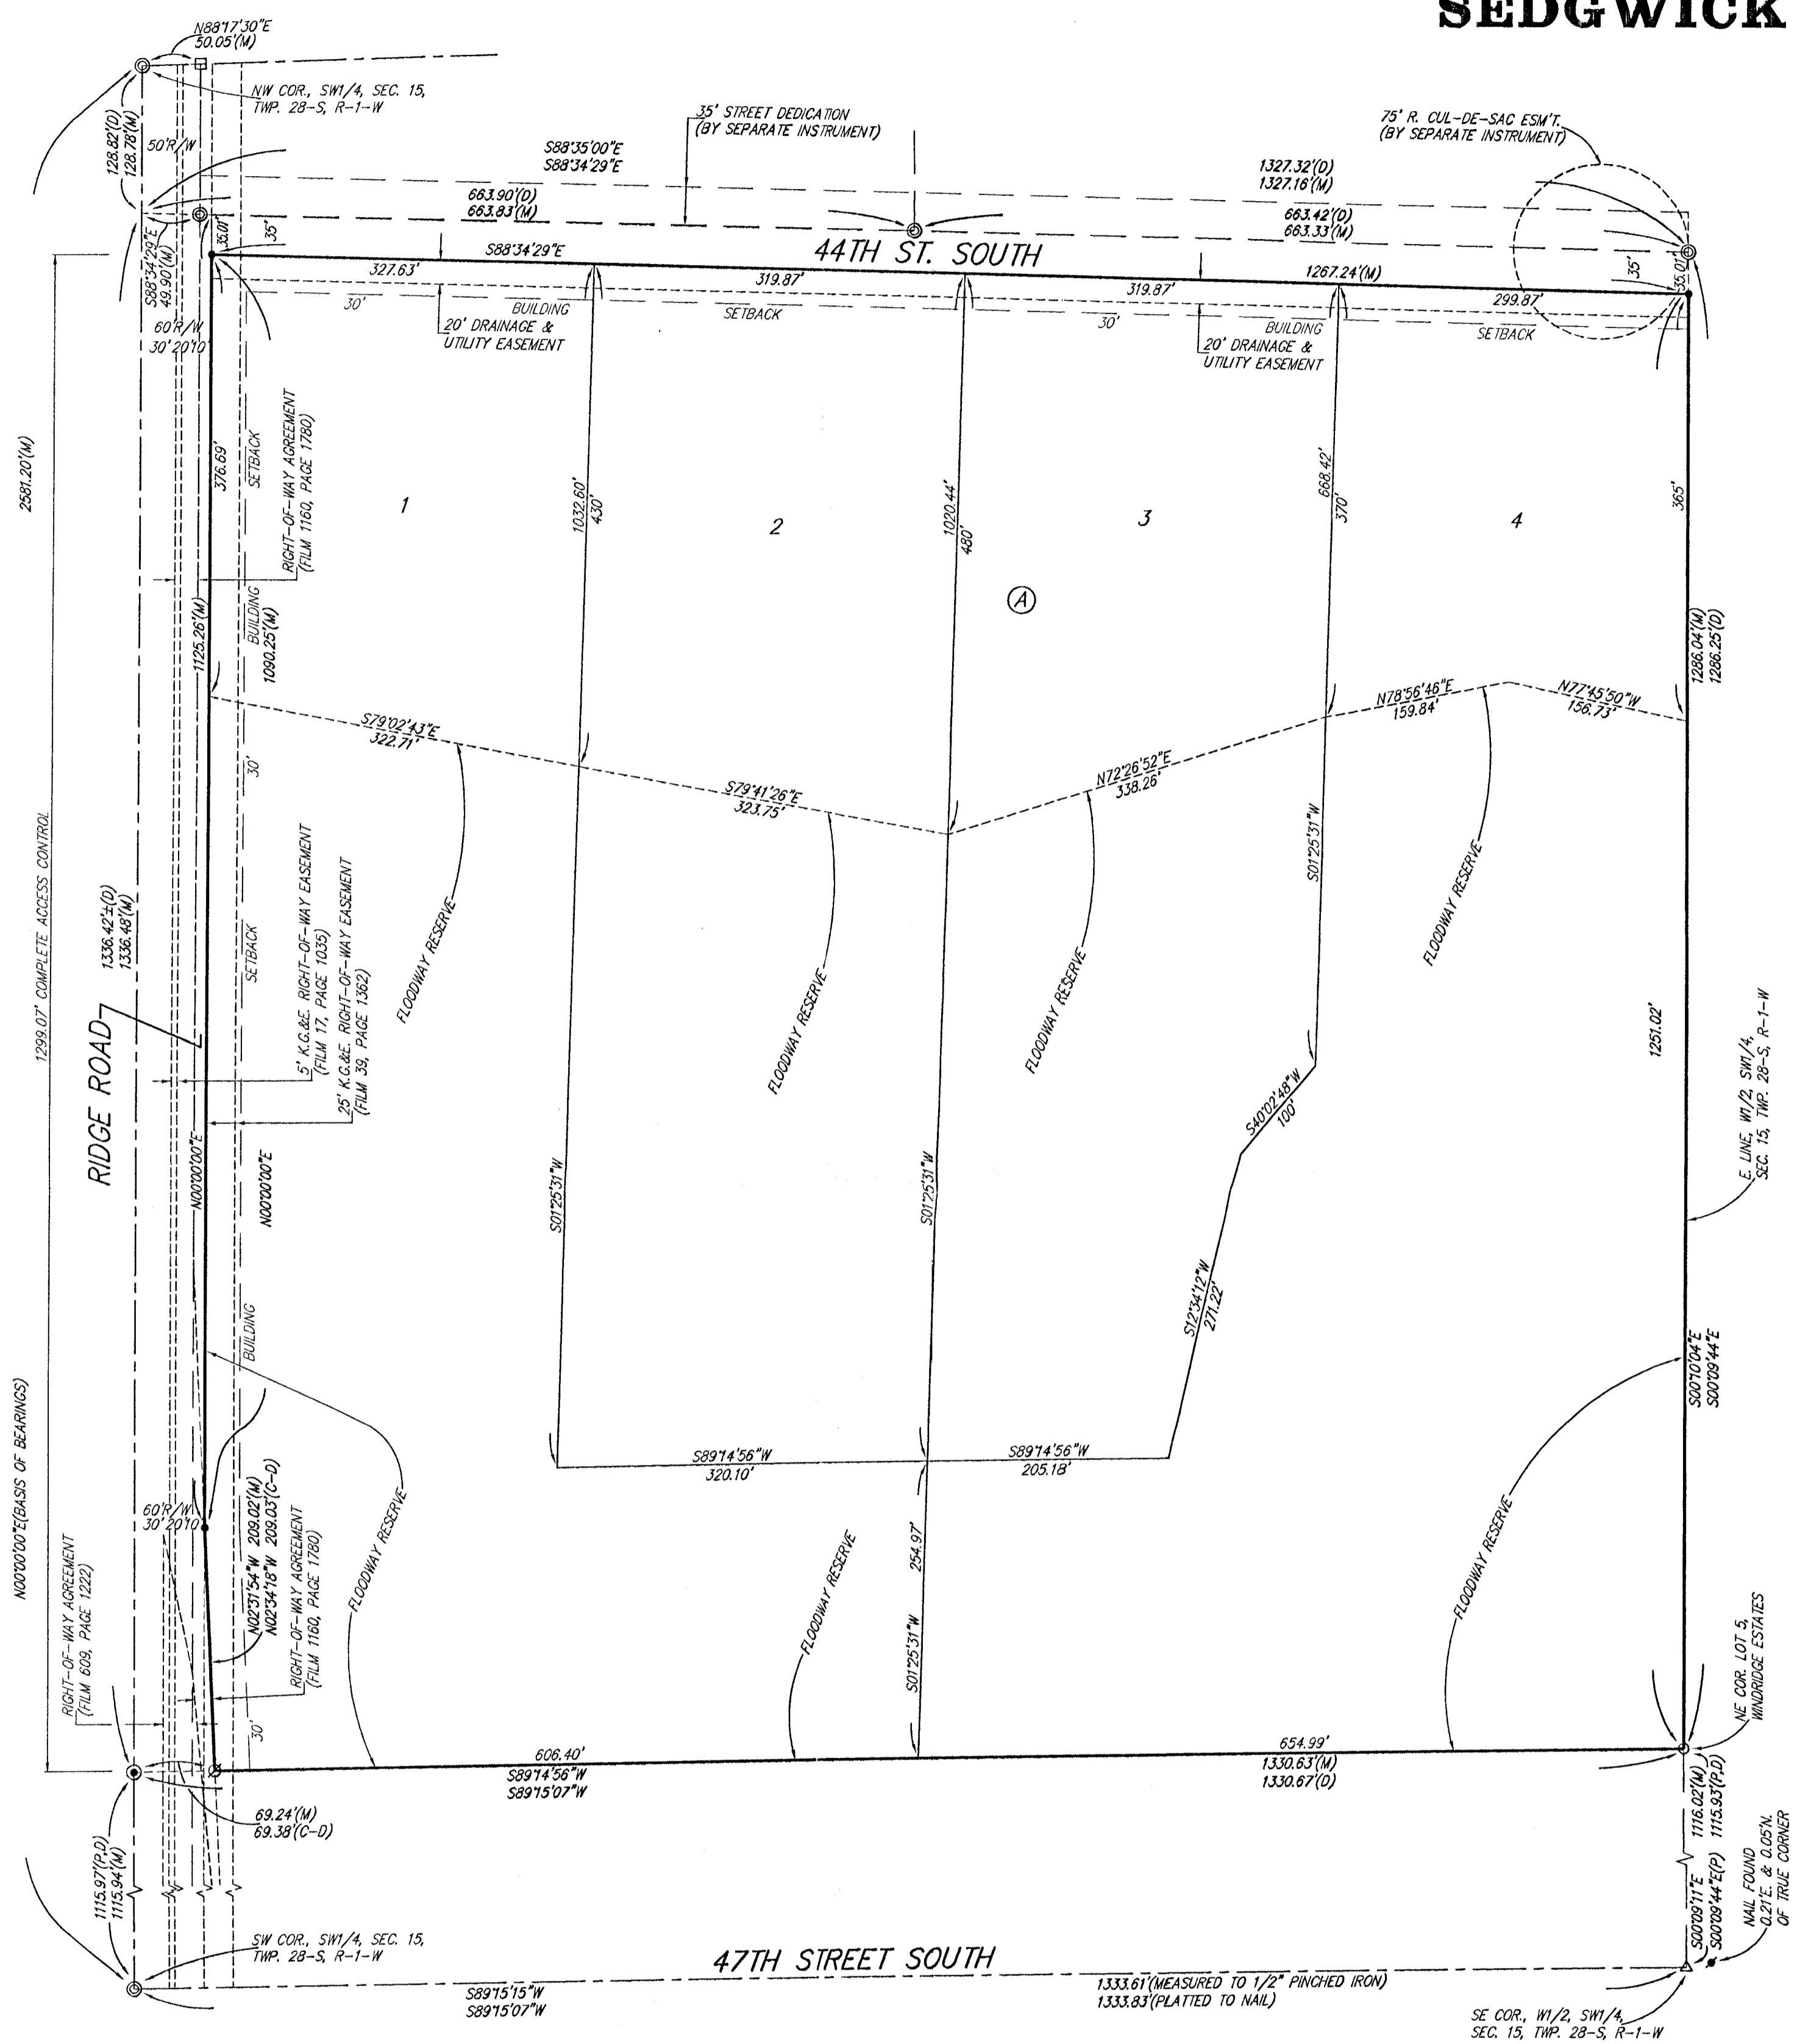 SEDGWICK
N88°17'30"E
50.05'(M)
NW COR., SW1/4, SEC. 15,
TWP. 28-S, R-1-W
128.82'(D)
128.78'(M)
50'R/W
35' STREET DEDICATION
(BY SEPARATE INSTRUMENT)
75' R. CUL-DE-SAC ESM'T.
(BY SEPARATE INSTRUMENT)
S88°35'00"E
S88°34'29"E
1327.32'(D)
1327.16'(M)
663.90'(D)
663.83'(M)
663.42'(D)
663.33'(M)
S88°34'29"E
49.90'(M)
35.01'
35'
S88°34'29"E
44TH ST. SOUTH
35'
35.01'
327.63'
319.87'
319.87'
1267.24'(M)
299.87'
30'
BUILDING
SETBACK
30'
BUILDING
SETBACK
20' DRAINAGE &
UTILITY EASEMENT
20' DRAINAGE &
UTILITY EASEMENT
60'R/W
30' 20'10'
2581.20'(M)
376.69'
SETBACK
RIGHT-OF-WAY AGREEMENT
(FILM 1160, PAGE 1780)
1
1032.60'
430'
2
1020.44'
480'
3
668.42'
370'
4
365'
A
1125.26'(M)
BUILDING
1090.25'(M)
1286.04'(M)
1286.25'(D)
S79°02'43"E
322.71'
S79°41'26"E
323.75'
N72°26'52"E
338.26'
N78°56'46"E
159.84'
N77°45'50"W
156.73'
30'
1299.07' COMPLETE ACCESS CONTROL
1336.42'±(D)
1336.48'(M)
RIDGE ROAD
SETBACK
5' K.G.&E. RIGHT-OF-WAY EASEMENT
(FILM 17, PAGE 1035)
25' K.G.&E. RIGHT-OF-WAY EASEMENT
(FILM 39, PAGE 1362)
FLOODWAY RESERVE
FLOODWAY RESERVE
FLOODWAY RESERVE
FLOODWAY RESERVE
S01°25'31"W
1251.02'
E. LINE, W1/2, SW1/4,
SEC. 15, TWP. 28-S, R-1-W
N00°00'00"E
N00°00'00"E
S01°25'31"W
S01°25'31"W
S40°02'48"W
100'
S12°34'12"W
271.22'
BUILDING
S00°10'04"E
S00°09'44"E
N00°00'00"E(BASIS OF BEARINGS)
S89°14'56"W
320.10'
S89°14'56"W
205.18'
60'R/W
30' 20'10'
RIGHT-OF-WAY AGREEMENT
(FILM 609, PAGE 1222)
N02°31'54"W 209.02'(M)
N02°34'18"W 209.03'(C-D)
RIGHT-OF-WAY AGREEMENT
(FILM 1160, PAGE 1780)
30'
FLOODWAY RESERVE
FLOODWAY RESERVE
254.97'
S01°25'31"W
FLOODWAY RESERVE
NE COR. LOT 5,
WINDRIDGE ESTATES
606.40'
S89°14'56"W
S89°15'07"W
654.99'
1330.63'(M)
1330.67'(D)
69.24'(M)
69.38'(C-D)
1115.97'(P,D)
1115.94'(M)
1116.02'(M)
1115.93'(P,D)
S00°09'11"E
S00°09'44"E(P)
NAIL FOUND
0.21'E. & 0.05'N.
OF TRUE CORNER
SW COR., SW1/4, SEC. 15,
TWP. 28-S, R-1-W
47TH STREET SOUTH
S89°15'15"W
S89°15'07"W
1333.61'(MEASURED TO 1/2" PINCHED IRON)
1333.83'(PLATTED TO NAIL)
SE COR., W1/2, SW1/4,
SEC. 15, TWP. 28-S, R-1-W